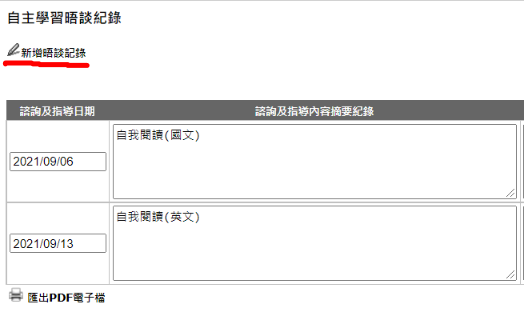 自主學習晤談紀錄
新增晤談記錄
諮詢及指導日期 諮詢及指導內容摘要紀錄
2021/09/06 自我閱讀(國文)
2021/09/13 自我閱讀(英文)
匯出PDF電子檔